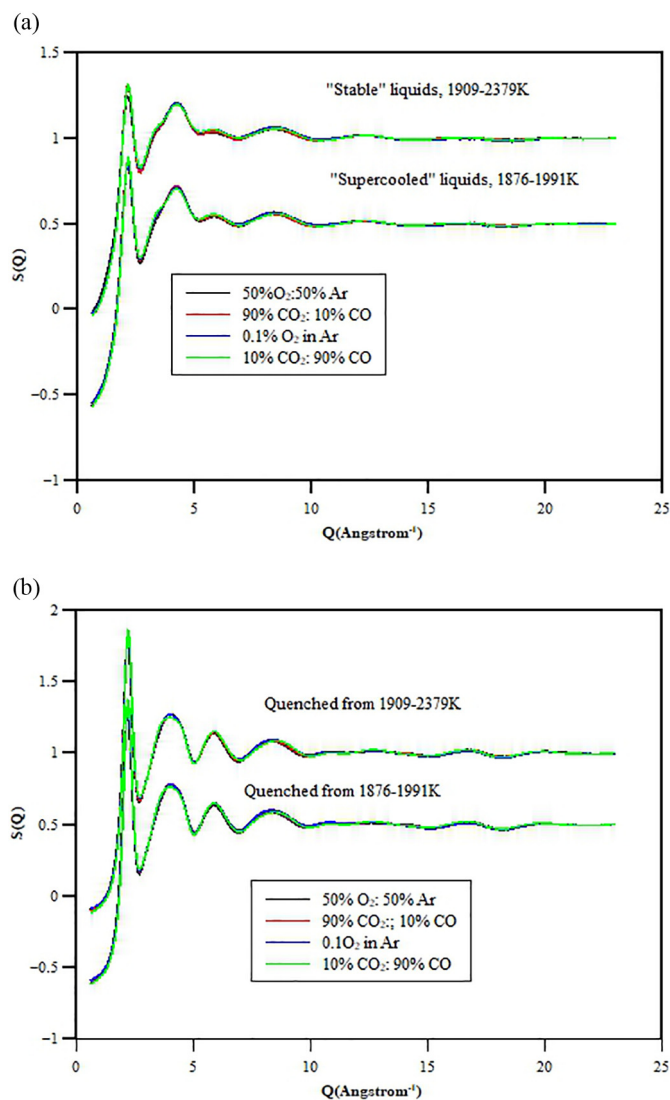 (a)
1.5
"Stable" liquids, 1909-2379K
1
"Supercooled" liquids, 1876-1991K
0.5
S(Q)
50%O₂:50% Ar
0
90% CO₂: 10% CO
0.1% O₂ in Ar
10% CO₂: 90% CO
−0.5
−1
0 5 10 15 20 25
Q(Angstrom⁻¹)
(b)
2
1.5
Quenched from 1909-2379K
1
Quenched from 1876-1991K
S(Q)
0.5
0
50% O₂: 50% Ar
90% CO₂:; 10% CO
0.1O₂ in Ar
−0.5
10% CO₂: 90% CO
−1
0 5 10 15 20 25
Q(Angstrom⁻¹)